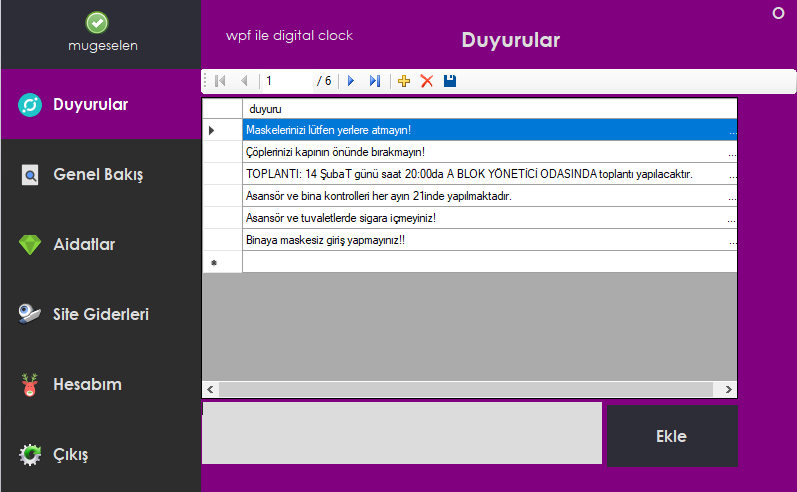 mugeselen
wpf ile digital clock
Duyurular
O
Duyurular
Genel Bakış
Aidatlar
Site Giderleri
Hesabım
Çıkış
1 / 6
duyuru
Maskelerinizi lütfen yerlere atmayın! ...
Çöplerinizi kapının önünde bırakmayın! ...
TOPLANTI: 14 ŞubaT günü saat 20:00da A BLOK YÖNETİCİ ODASINDA toplantı yapılacaktır. ...
Asansör ve bina kontrolleri her ayın 21inde yapılmaktadır. ...
Asansör ve tuvaletlerde sigara içmeyiniz! ...
Binaya maskesiz giriş yapmayınız!! ...
Ekle